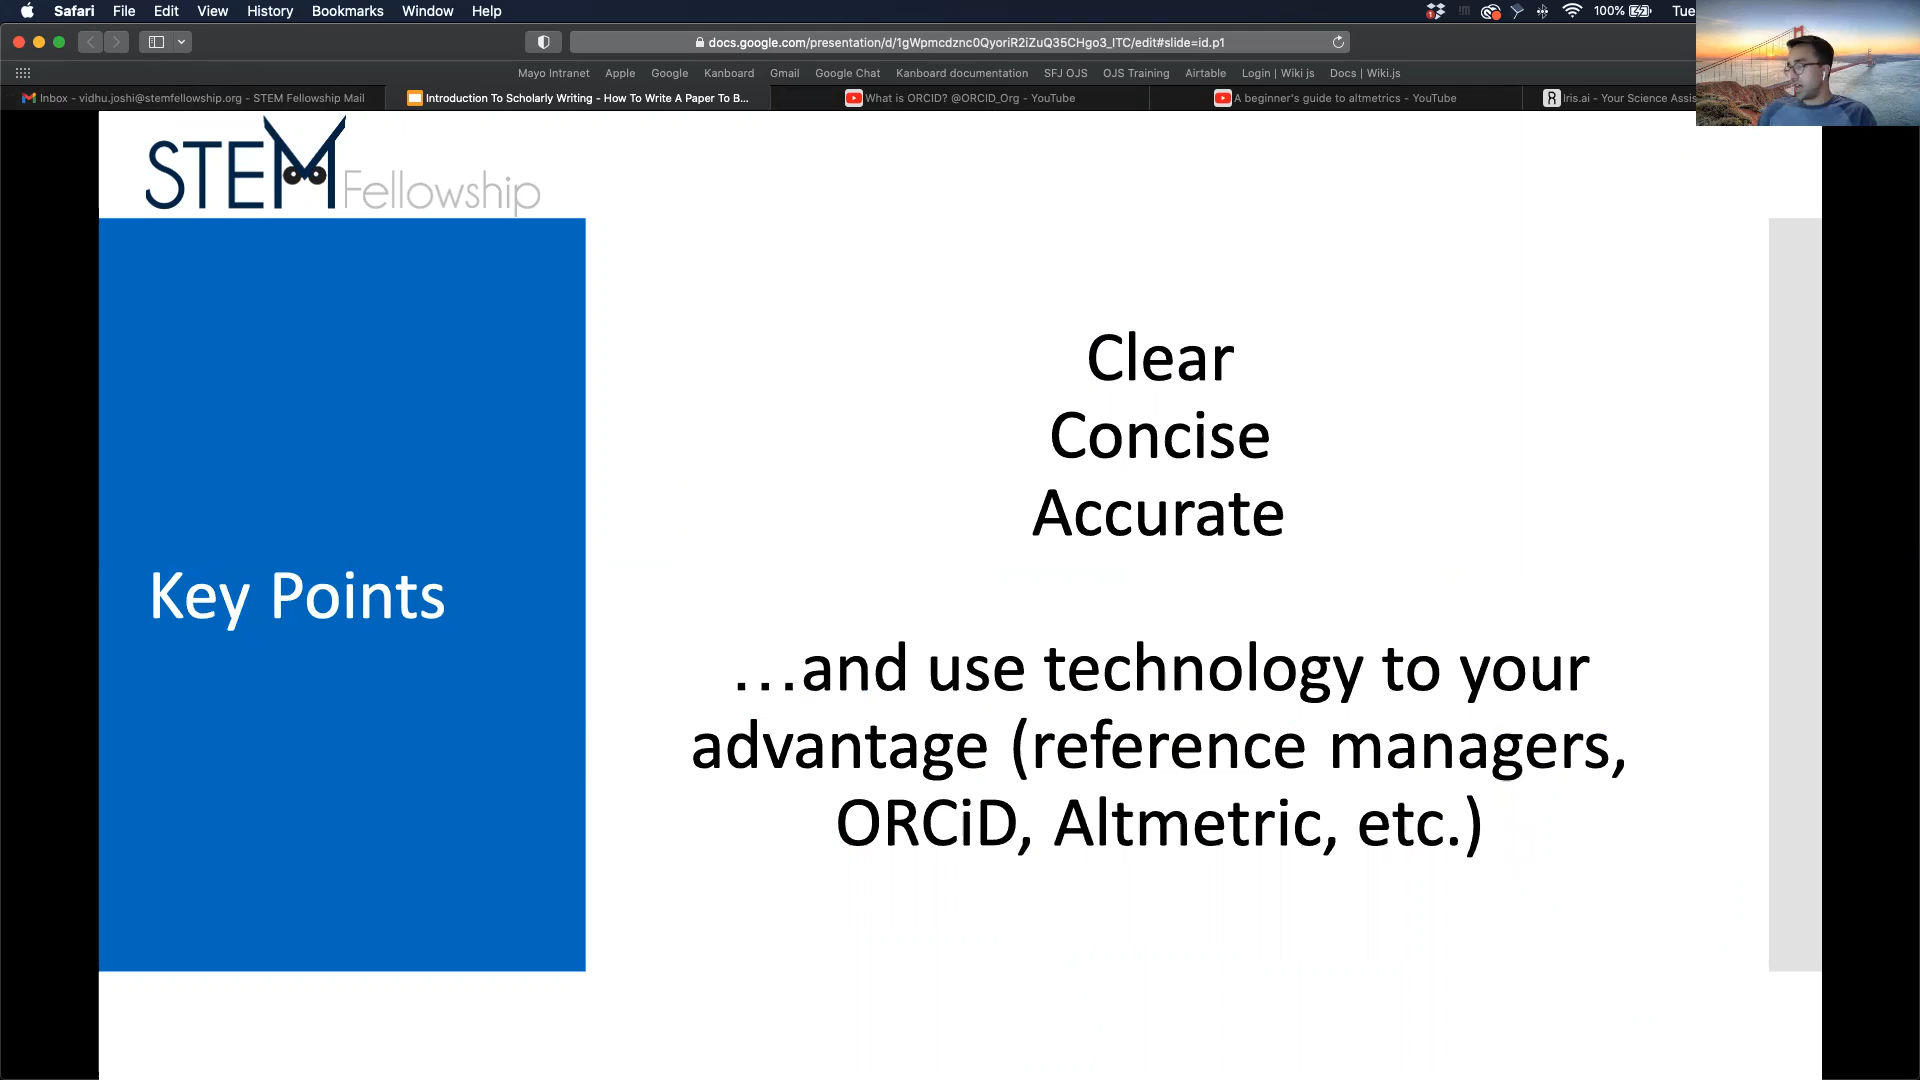 Safari File Edit View History Bookmarks Window Help 100% Tue
docs.google.com/presentation/d/1gWpmcdznc0QyoriR2iZuQ35CHgo3_ITC/edit#slide=id.p1
Mayo Intranet Apple Google Kanboard Gmail Google Chat Kanboard documentation SFJ OJS OJS Training Airtable Login | Wiki js Docs | Wiki.js
Inbox - vidhu.joshi@stemfellowship.org - STEM Fellowship Mail Introduction To Scholarly Writing - How To Write A Paper To B... What is ORCID? @ORCID_Org - YouTube A beginner's guide to altmetrics - YouTube Iris.ai - Your Science Assis
STEM Fellowship
Key Points
Clear
Concise
Accurate
...and use technology to your
advantage (reference managers,
ORCiD, Altmetric, etc.)